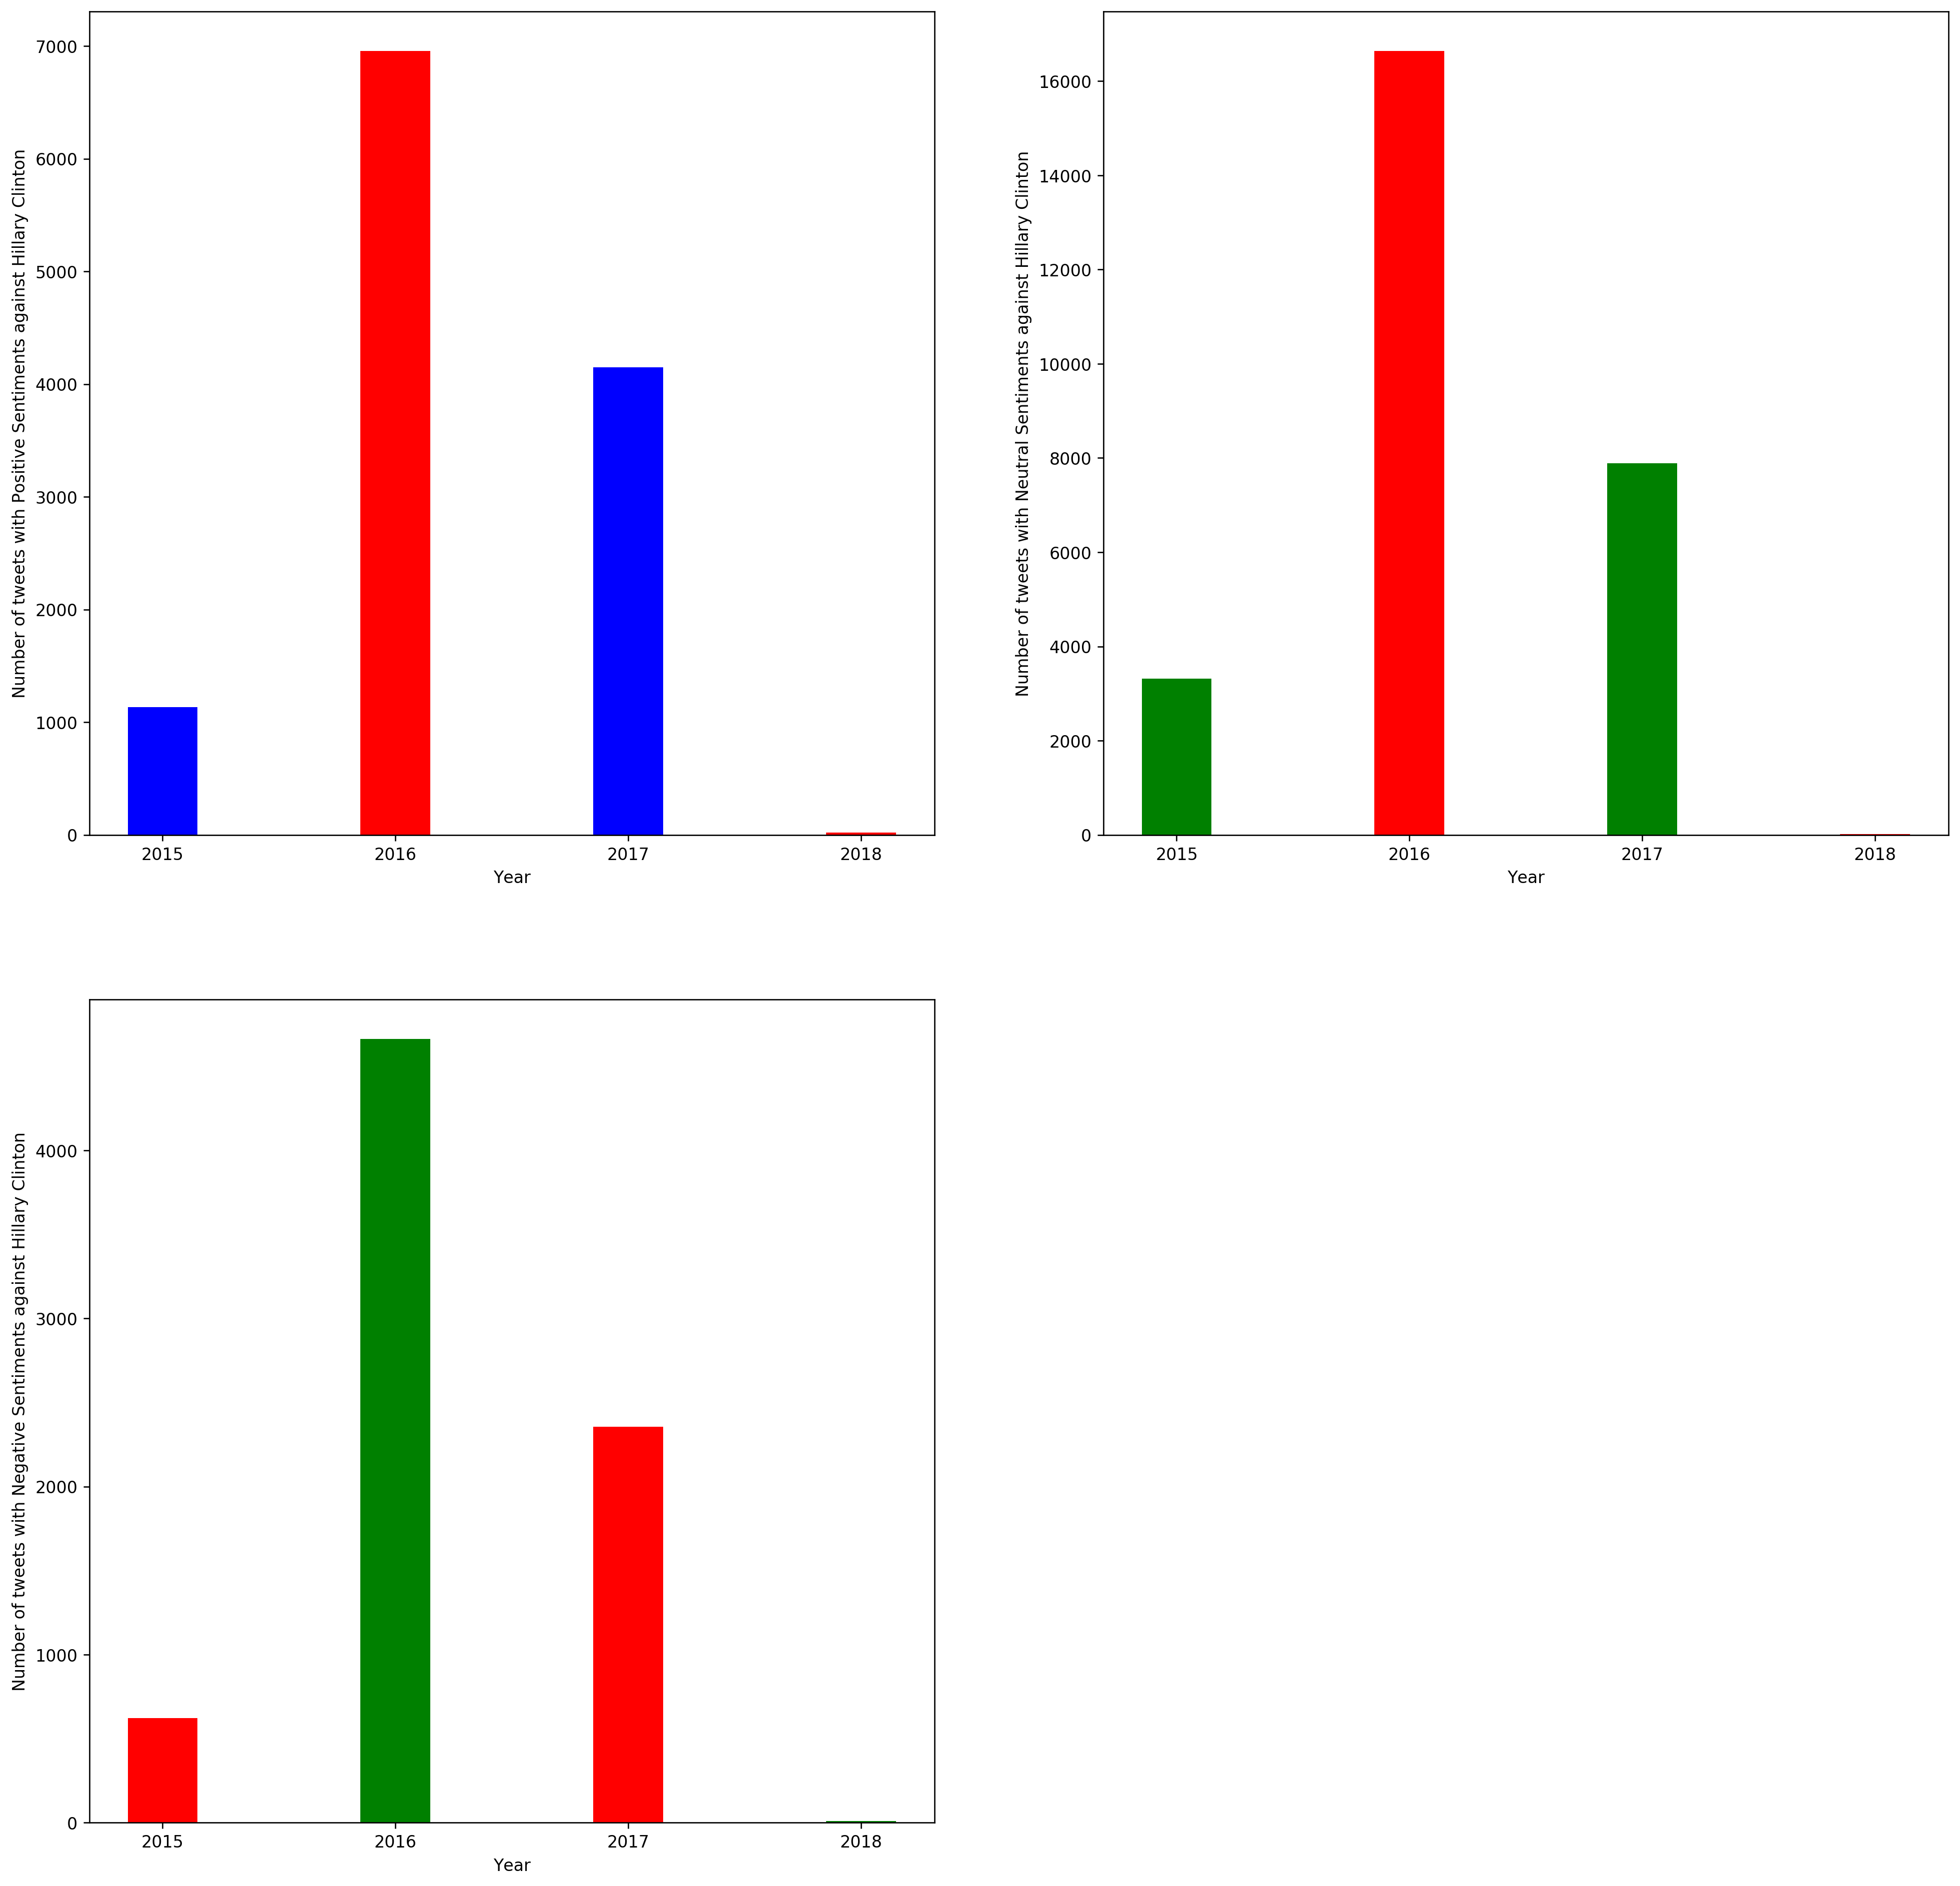 Number of tweets with Positive Sentiments against Hillary Clinton
7000
6000
5000
4000
3000
2000
1000
0
2015 2016 2017 2018
Year
Number of tweets with Neutral Sentiments against Hillary Clinton
16000
14000
12000
10000
8000
6000
4000
2000
0
2015 2016 2017 2018
Year
Number of tweets with Negative Sentiments against Hillary Clinton
4000
3000
2000
1000
0
2015 2016 2017 2018
Year